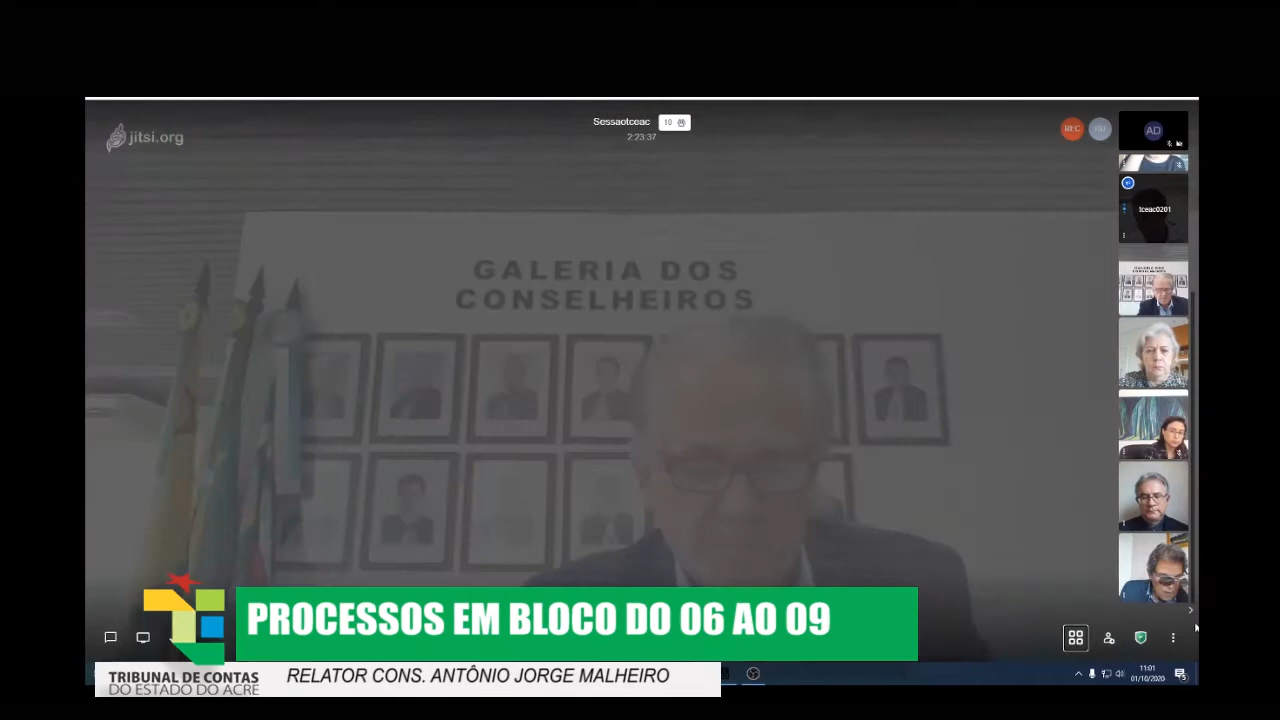 jitsi.org
Sessaotceac 10
2:23:37
REC
AD
tceac0201
GALERIA DOS
CONSELHEIROS
PROCESSOS EM BLOCO DO 06 AO 09
RELATOR CONS. ANTÔNIO JORGE MALHEIRO
TRIBUNAL DE CONTAS
DO ESTADO DO ACRE
11:01
01/10/2020